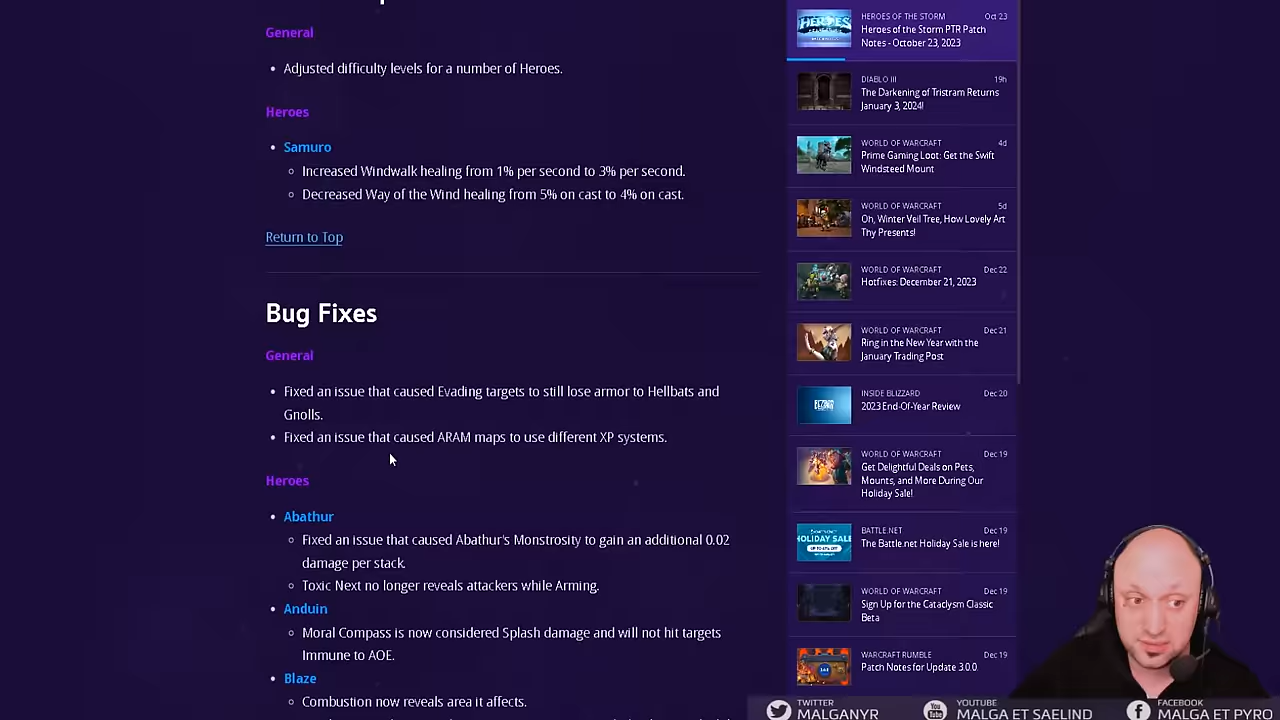 General
• Adjusted difficulty levels for a number of Heroes.
Heroes
• Samuro
Increased Windwalk healing from 1% per second to 3% per second.
Decreased Way of the Wind healing from 5% on cast to 4% on cast.
Return to Top
Bug Fixes
General
• Fixed an issue that caused Evading targets to still lose armor to Hellbats and
Gnolls.
• Fixed an issue that caused ARAM maps to use different XP systems.
Heroes
• Abathur
Fixed an issue that caused Abathur's Monstrosity to gain an additional 0.02
damage per stack.
Toxic Next no longer reveals attackers while Arming.
• Anduin
Moral Compass is now considered Splash damage and will not hit targets
Immune to AOE.
• Blaze
Combustion now reveals area it affects.
HEROES OF THE STORM Oct 23
Heroes of the Storm PTR Patch
Notes - October 23, 2023
DIABLO III 19h
The Darkening of Tristram Returns
January 3, 2024!
WORLD OF WARCRAFT 4d
Prime Gaming Loot: Get the Swift
Windsteed Mount
WORLD OF WARCRAFT 5d
Oh, Winter Veil Tree, How Lovely Art
Thy Presents!
WORLD OF WARCRAFT Dec 22
Hotfixes: December 21, 2023
WORLD OF WARCRAFT Dec 21
Ring in the New Year with the
January Trading Post
INSIDE BLIZZARD Dec 20
2023 End-Of-Year Review
WORLD OF WARCRAFT Dec 19
Get Delightful Deals on Pets,
Mounts, and More During Our
Holiday Sale!
BATTLE.NET Dec 19
HOLIDAY SALE
The Battle.net Holiday Sale is here!
WORLD OF WARCRAFT Dec 19
Sign Up for the Cataclysm Classic
Beta
WARCRAFT RUMBLE Dec 19
Patch Notes for Update 3.0.0
TWITTER
MALGANYR
YOUTUBE
MALGA ET SAELIND
FACEBOOK
MALGA ET PYRO